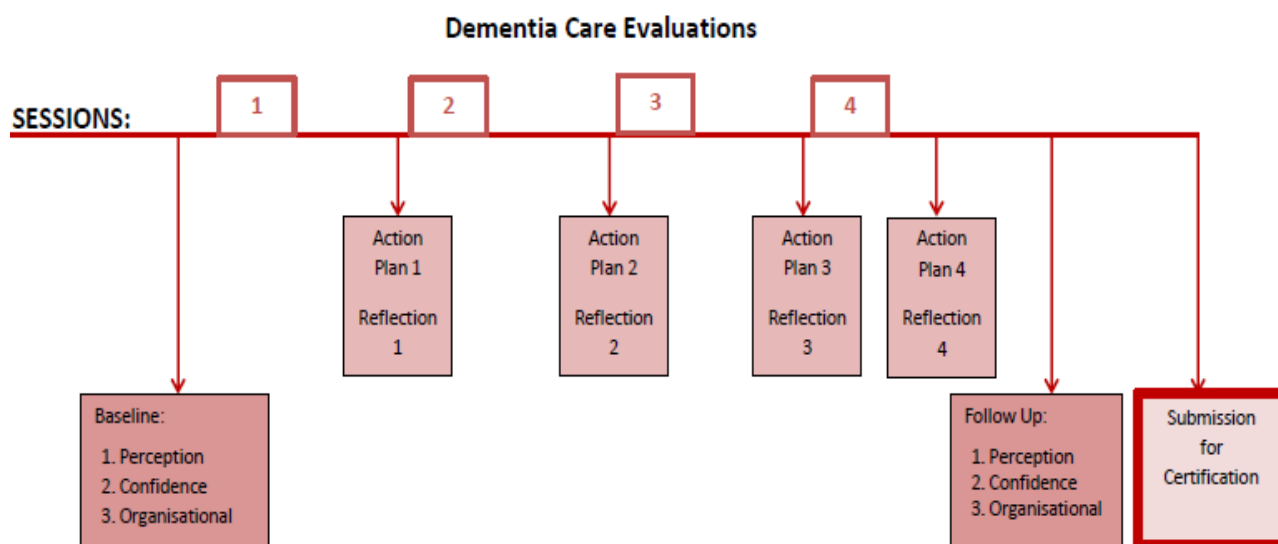 Dementia Care Evaluations
SESSIONS:
1
2
3
4
Action
Plan 1
Reflection
1
Action
Plan 2
Reflection
2
Action
Plan 3
Reflection
3
Action
Plan 4
Reflection
4
Baseline:
1. Perception
2. Confidence
3. Organisational
Follow Up:
1. Perception
2. Confidence
3. Organisational
Submission
for
Certification